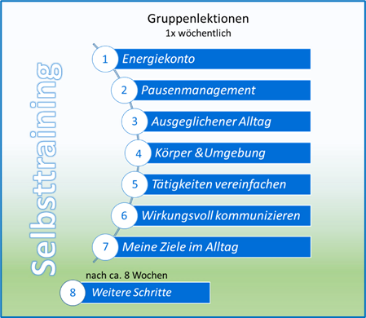 Gruppenlektionen
1x wöchentlich
Selbsttraining
1 Energiekonto
2 Pausenmanagement
3 Ausgeglichener Alltag
4 Körper &Umgebung
5 Tätigkeiten vereinfachen
6 Wirkungsvoll kommunizieren
7 Meine Ziele im Alltag
nach ca. 8 Wochen
8 Weitere Schritte